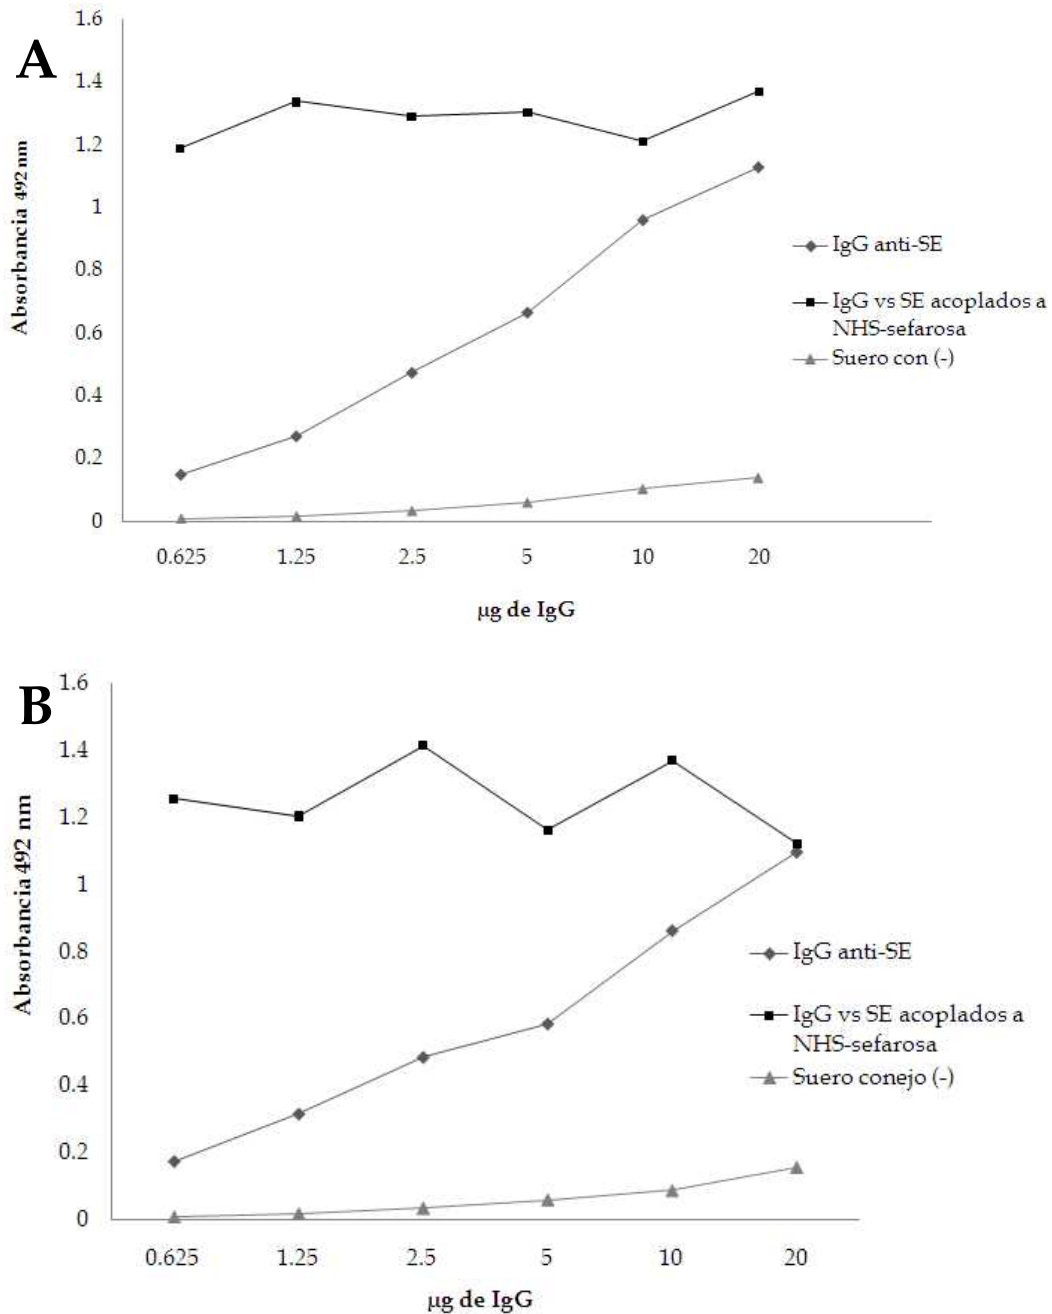 A
1.6
1.4
1.2
1
0.8
0.6
0.4
0.2
0
Absorbancia 492 nm
0.625 1.25 2.5 5 10 20
µg de IgG
IgG anti-SE
IgG vs SE acoplados a
NHS-sefarosa
Suero con (-)
B
1.6
1.4
1.2
1
0.8
0.6
0.4
0.2
0
Absorbancia 492 nm
0.625 1.25 2.5 5 10 20
µg de IgG
IgG anti-SE
IgG vs SE acoplados a
NHS-sefarosa
Suero conejo (-)